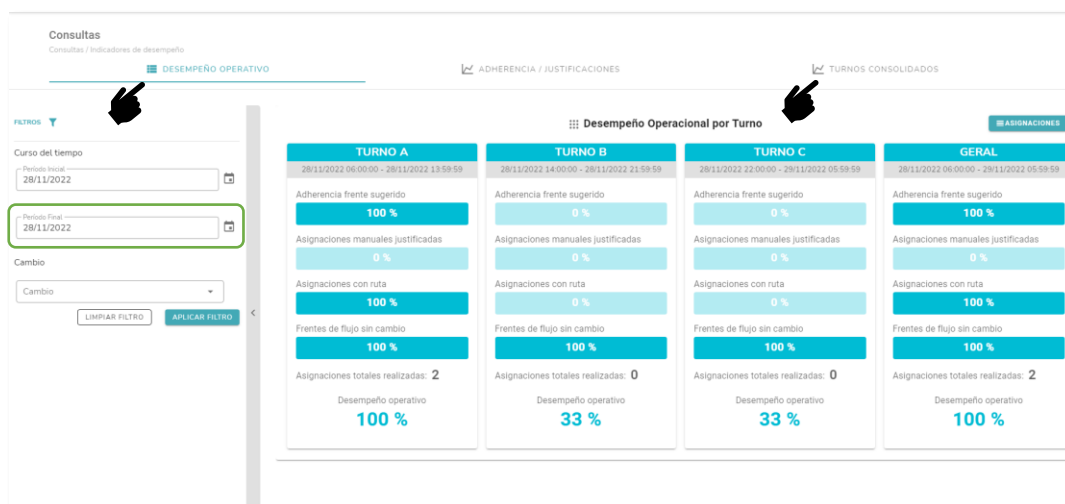 Consultas
Consultas / Indicadores de desempeño
DESEMPEÑO OPERATIVO
ADHERENCIA / JUSTIFICACIONES
TURNOS CONSOLIDADOS
FILTROS
Curso del tiempo
Período Inicial
28/11/2022
Período Final
28/11/2022
Cambio
Cambio
LIMPIAR FILTRO
APLICAR FILTRO
Desempeño Operacional por Turno
ASIGNACIONES
TURNO A
28/11/2022 06:00:00 - 28/11/2022 13:59:59
Adherencia frente sugerido
100 %
Asignaciones manuales justificadas
0 %
Asignaciones con ruta
100 %
Frentes de flujo sin cambio
100 %
Asignaciones totales realizadas: 2
Desempeño operativo
100 %
TURNO B
28/11/2022 14:00:00 - 28/11/2022 21:59:59
Adherencia frente sugerido
0 %
Asignaciones manuales justificadas
0 %
Asignaciones con ruta
0 %
Frentes de flujo sin cambio
100 %
Asignaciones totales realizadas: 0
Desempeño operativo
33 %
TURNO C
28/11/2022 22:00:00 - 29/11/2022 05:59:59
Adherencia frente sugerido
0 %
Asignaciones manuales justificadas
0 %
Asignaciones con ruta
0 %
Frentes de flujo sin cambio
100 %
Asignaciones totales realizadas: 0
Desempeño operativo
33 %
GERAL
28/11/2022 06:00:00 - 29/11/2022 05:59:59
Adherencia frente sugerido
100 %
Asignaciones manuales justificadas
0 %
Asignaciones con ruta
100 %
Frentes de flujo sin cambio
100 %
Asignaciones totales realizadas: 2
Desempeño operativo
100 %